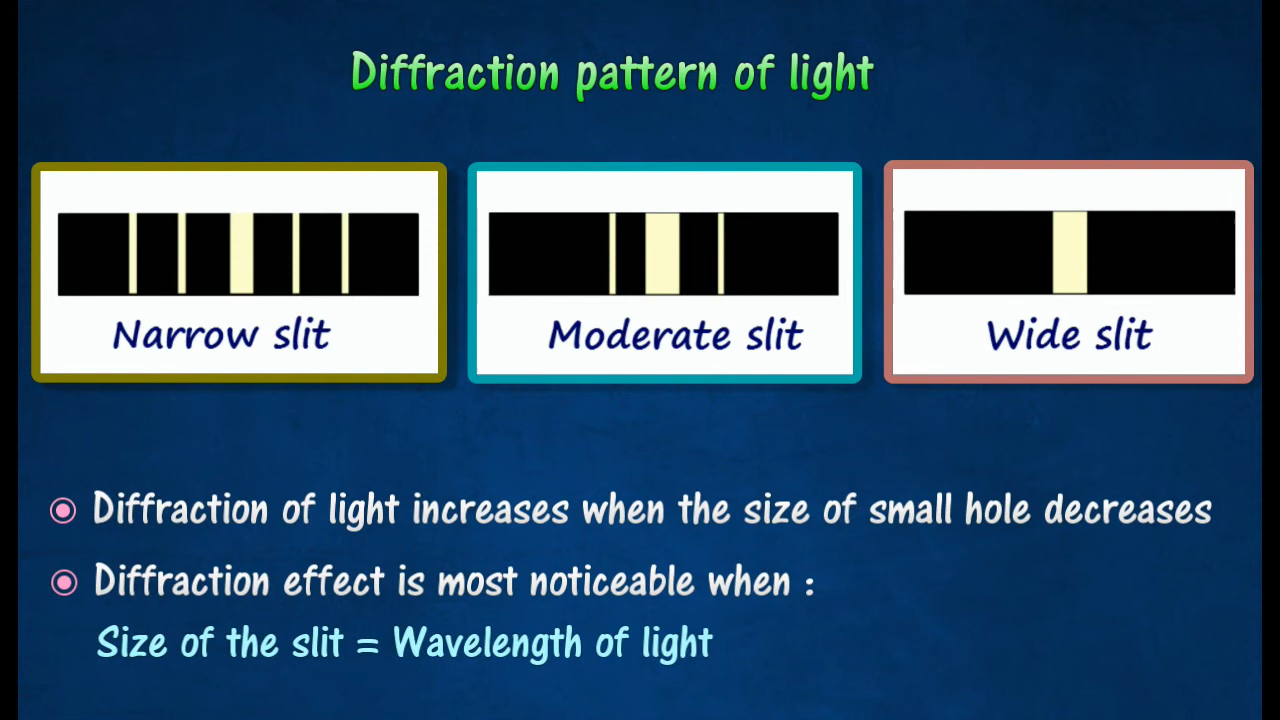 Diffraction pattern of light
Narrow slit
Moderate slit
Wide slit
Diffraction of light increases when the size of small hole decreases
Diffraction effect is most noticeable when :
Size of the slit = Wavelength of light